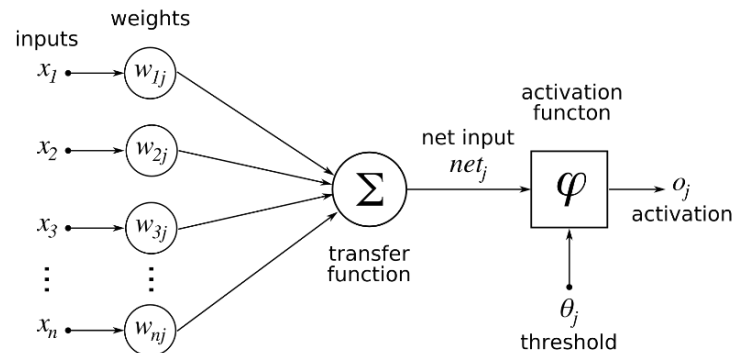 weights
inputs
x1
w1j
activation
functon
x2
w2j
net input
netj
Σ
φ
oj
activation
x3
w3j
transfer
function
xn
wnj
θj
threshold